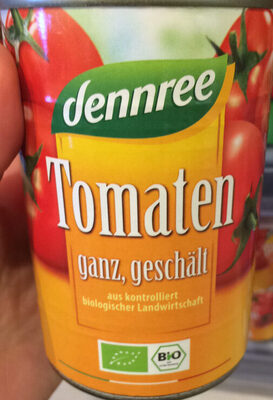 dennree
Tomaten
ganz, geschält
aus kontrolliert
biologischer Landwirtschaft
BIO